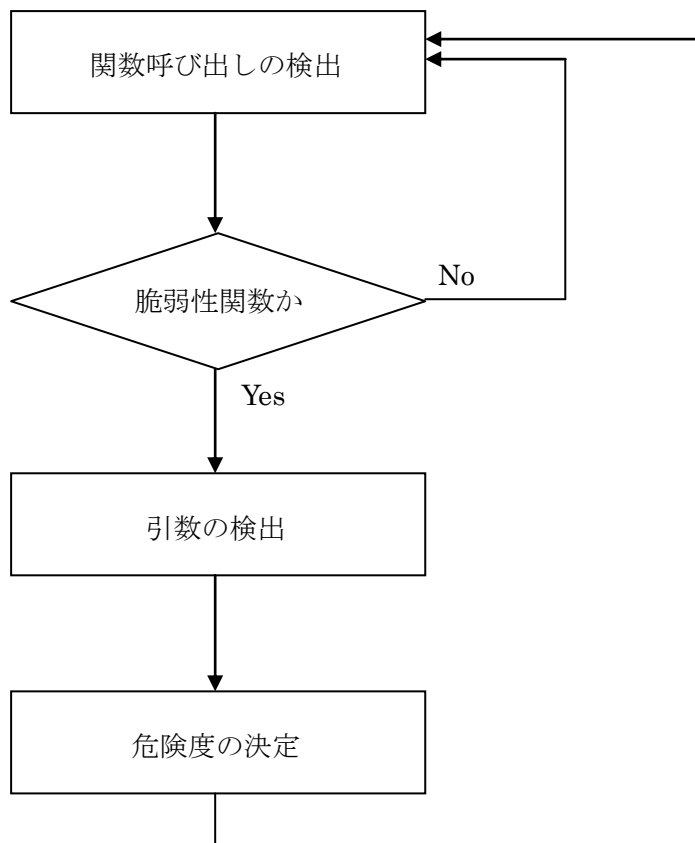 関数呼び出しの検出
脆弱性関数か
No
Yes
引数の検出
危険度の決定